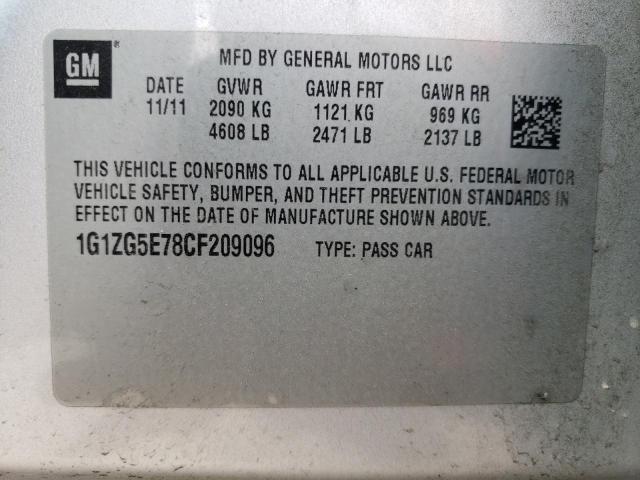 GM
MFD BY GENERAL MOTORS LLC
DATE GVWR GAWR FRT GAWR RR
11/11 2090 KG 1121 KG 969 KG
4608 LB 2471 LB 2137 LB
THIS VEHICLE CONFORMS TO ALL APPLICABLE U.S. FEDERAL MOTOR
VEHICLE SAFETY, BUMPER, AND THEFT PREVENTION STANDARDS IN
EFFECT ON THE DATE OF MANUFACTURE SHOWN ABOVE.
1G1ZG5E78CF209096 TYPE: PASS CAR